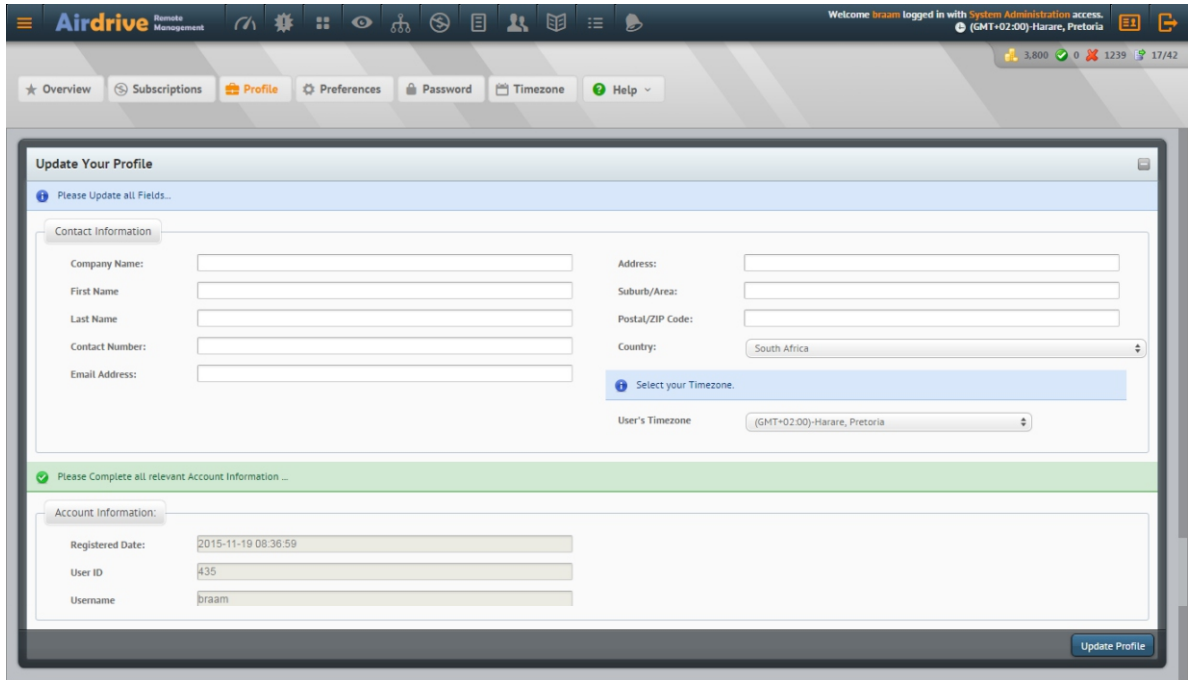 Airdrive Remote Management
Welcome braam logged in with System Administration access.
(GMT+02:00)-Harare, Pretoria
3,800 0 1239 17/42
Overview Subscriptions Profile Preferences Password Timezone Help
Update Your Profile
Please Update all Fields...
Contact Information
Company Name:
First Name
Last Name
Contact Number:
Email Address:
Address:
Suburb/Area:
Postal/ZIP Code:
Country: South Africa
Select your Timezone.
User's Timezone (GMT+02:00)-Harare, Pretoria
Please Complete all relevant Account Information ...
Account Information:
Registered Date: 2015-11-19 08:36:59
User ID 435
Username braam
Update Profile